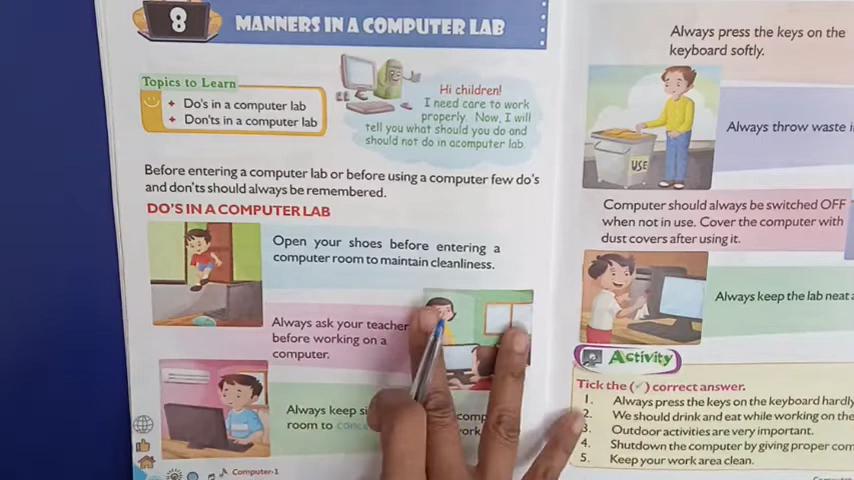 8
MANNERS IN A COMPUTER LAB
Topics to Learn
Do's in a computer lab
Don'ts in a computer lab
Hi children!
I need care to work
properly. Now, I will
tell you what should you do and
should not do in acomputer lab.
Before entering a computer lab or before using a computer few do's
and don'ts should always be remembered.
DO'S IN A COMPUTER LAB
Open your shoes before entering a
computer room to maintain cleanliness.
Always ask your teacher
before working on a
computer.
Always keep
room to
Computer-1
Always press the keys on the
keyboard softly.
USE
Always throw waste
Computer should always be switched OFF
when not in use. Cover the computer with
dust covers after using it.
Always keep the lab neat
Activity
Tick the (✓) correct answer.
1. Always press the keys on the keyboard hardly
2. We should drink and eat while working on the
3. Outdoor activities are very important.
4. Shutdown the computer by giving proper
5. Keep your work area clean.